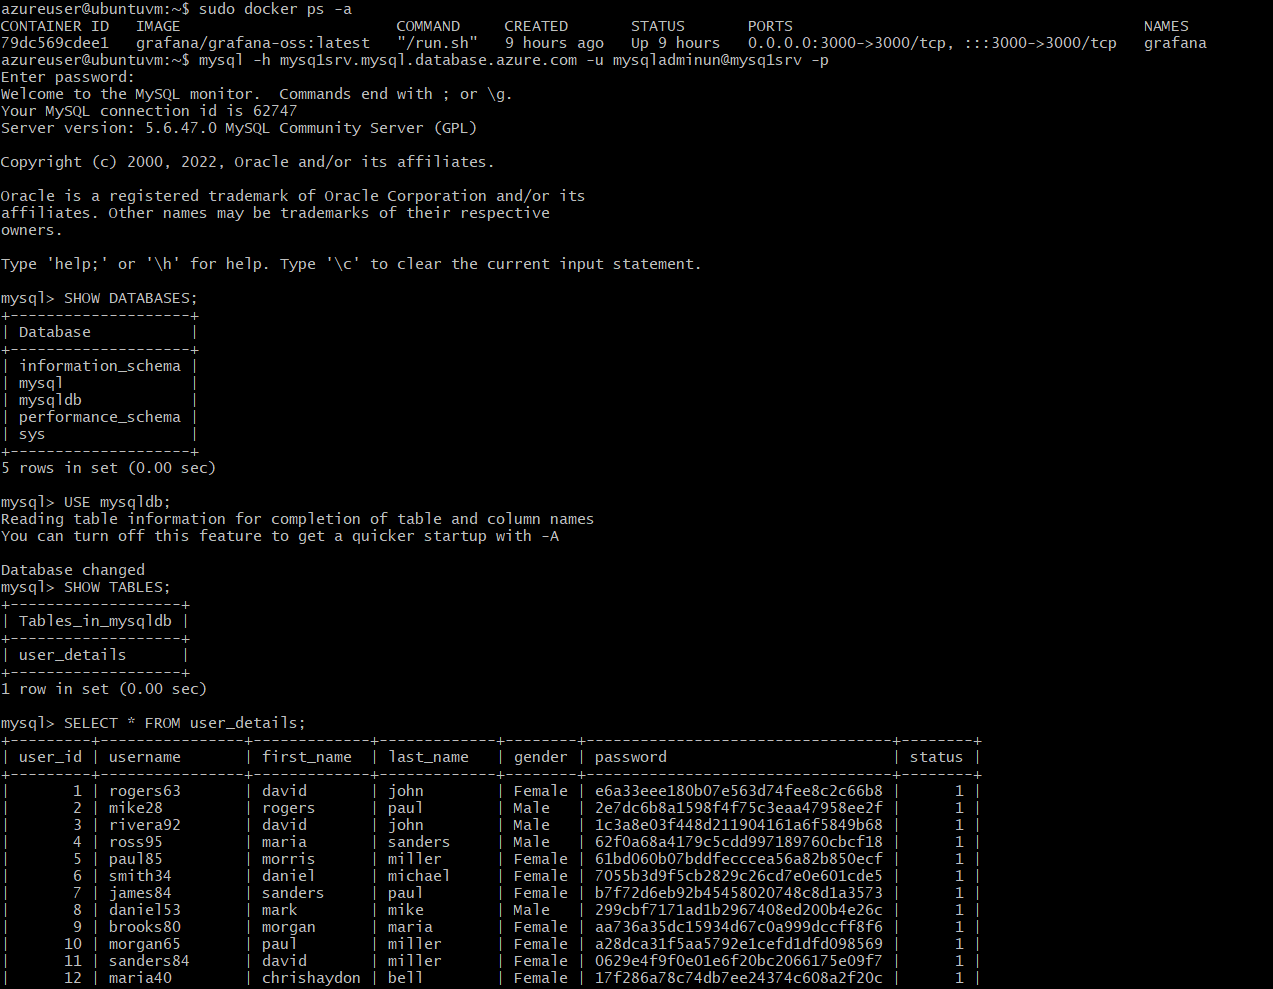 azureuser@ubuntuvm:~$ sudo docker ps -a
CONTAINER ID   IMAGE                        COMMAND     CREATED       STATUS       PORTS                                       NAMES
79dc569cdee1   grafana/grafana-oss:latest   "/run.sh"   9 hours ago   Up 9 hours   0.0.0.0:3000->3000/tcp, :::3000->3000/tcp   grafana
azureuser@ubuntuvm:~$ mysql -h mysq1srv.mysql.database.azure.com -u mysqladminun@mysq1srv -p
Enter password:
Welcome to the MySQL monitor.  Commands end with ; or \g.
Your MySQL connection id is 62747
Server version: 5.6.47.0 MySQL Community Server (GPL)

Copyright (c) 2000, 2022, Oracle and/or its affiliates.

Oracle is a registered trademark of Oracle Corporation and/or its
affiliates. Other names may be trademarks of their respective
owners.

Type 'help;' or '\h' for help. Type '\c' to clear the current input statement.

mysql> SHOW DATABASES;
+--------------------+
| Database           |
+--------------------+
| information_schema |
| mysql              |
| mysqldb            |
| performance_schema |
| sys                |
+--------------------+
5 rows in set (0.00 sec)

mysql> USE mysqldb;
Reading table information for completion of table and column names
You can turn off this feature to get a quicker startup with -A

Database changed
mysql> SHOW TABLES;
+-------------------+
| Tables_in_mysqldb |
+-------------------+
| user_details      |
+-------------------+
1 row in set (0.00 sec)

mysql> SELECT * FROM user_details;
+---------+----------------+-------------+-------------+--------+----------------------------------+--------+
| user_id | username       | first_name  | last_name   | gender | password                         | status |
+---------+----------------+-------------+-------------+--------+----------------------------------+--------+
|       1 | rogers63       | david       | john        | Female | e6a33eee180b07e563d74fee8c2c66b8 |      1 |
|       2 | mike28         | rogers      | paul        | Male   | 2e7dc6b8a1598f4f75c3eaa47958ee2f |      1 |
|       3 | rivera92       | david       | john        | Male   | 1c3a8e03f448d211904161a6f5849b68 |      1 |
|       4 | ross95         | maria       | sanders     | Male   | 62f0a68a4179c5cdd997189760cbcf18 |      1 |
|       5 | paul85         | morris      | miller      | Female | 61bd060b07bddfecccea56a82b850ecf |      1 |
|       6 | smith34        | daniel      | michael     | Female | 7055b3d9f5cb2829c26cd7e0e601cde5 |      1 |
|       7 | james84        | sanders     | paul        | Female | b7f72d6eb92b45458020748c8d1a3573 |      1 |
|       8 | daniel53       | mark        | mike        | Male   | 299cbf7171ad1b2967408ed200b4e26c |      1 |
|       9 | brooks80       | morgan      | maria       | Female | aa736a35dc15934d67c0a999dccff8f6 |      1 |
|      10 | morgan65       | paul        | miller      | Female | a28dca31f5aa5792e1cefd1dfd098569 |      1 |
|      11 | sanders84      | david       | miller      | Female | 0629e4f9f0e01e6f20bc2066175e09f7 |      1 |
|      12 | maria40        | chrishaydon | bell        | Female | 17f286a78c74db7ee24374c608a2f20c |      1 |